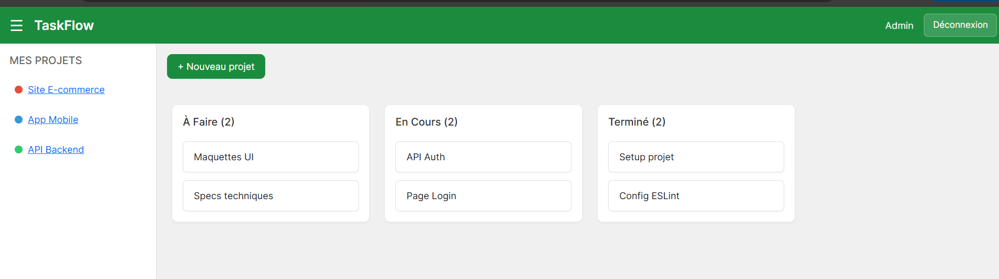 ☰ TaskFlow
Admin
Déconnexion
MES PROJETS
Site E-commerce
App Mobile
API Backend
+ Nouveau projet
À Faire (2)
Maquettes UI
Specs techniques
En Cours (2)
API Auth
Page Login
Terminé (2)
Setup projet
Config ESLint